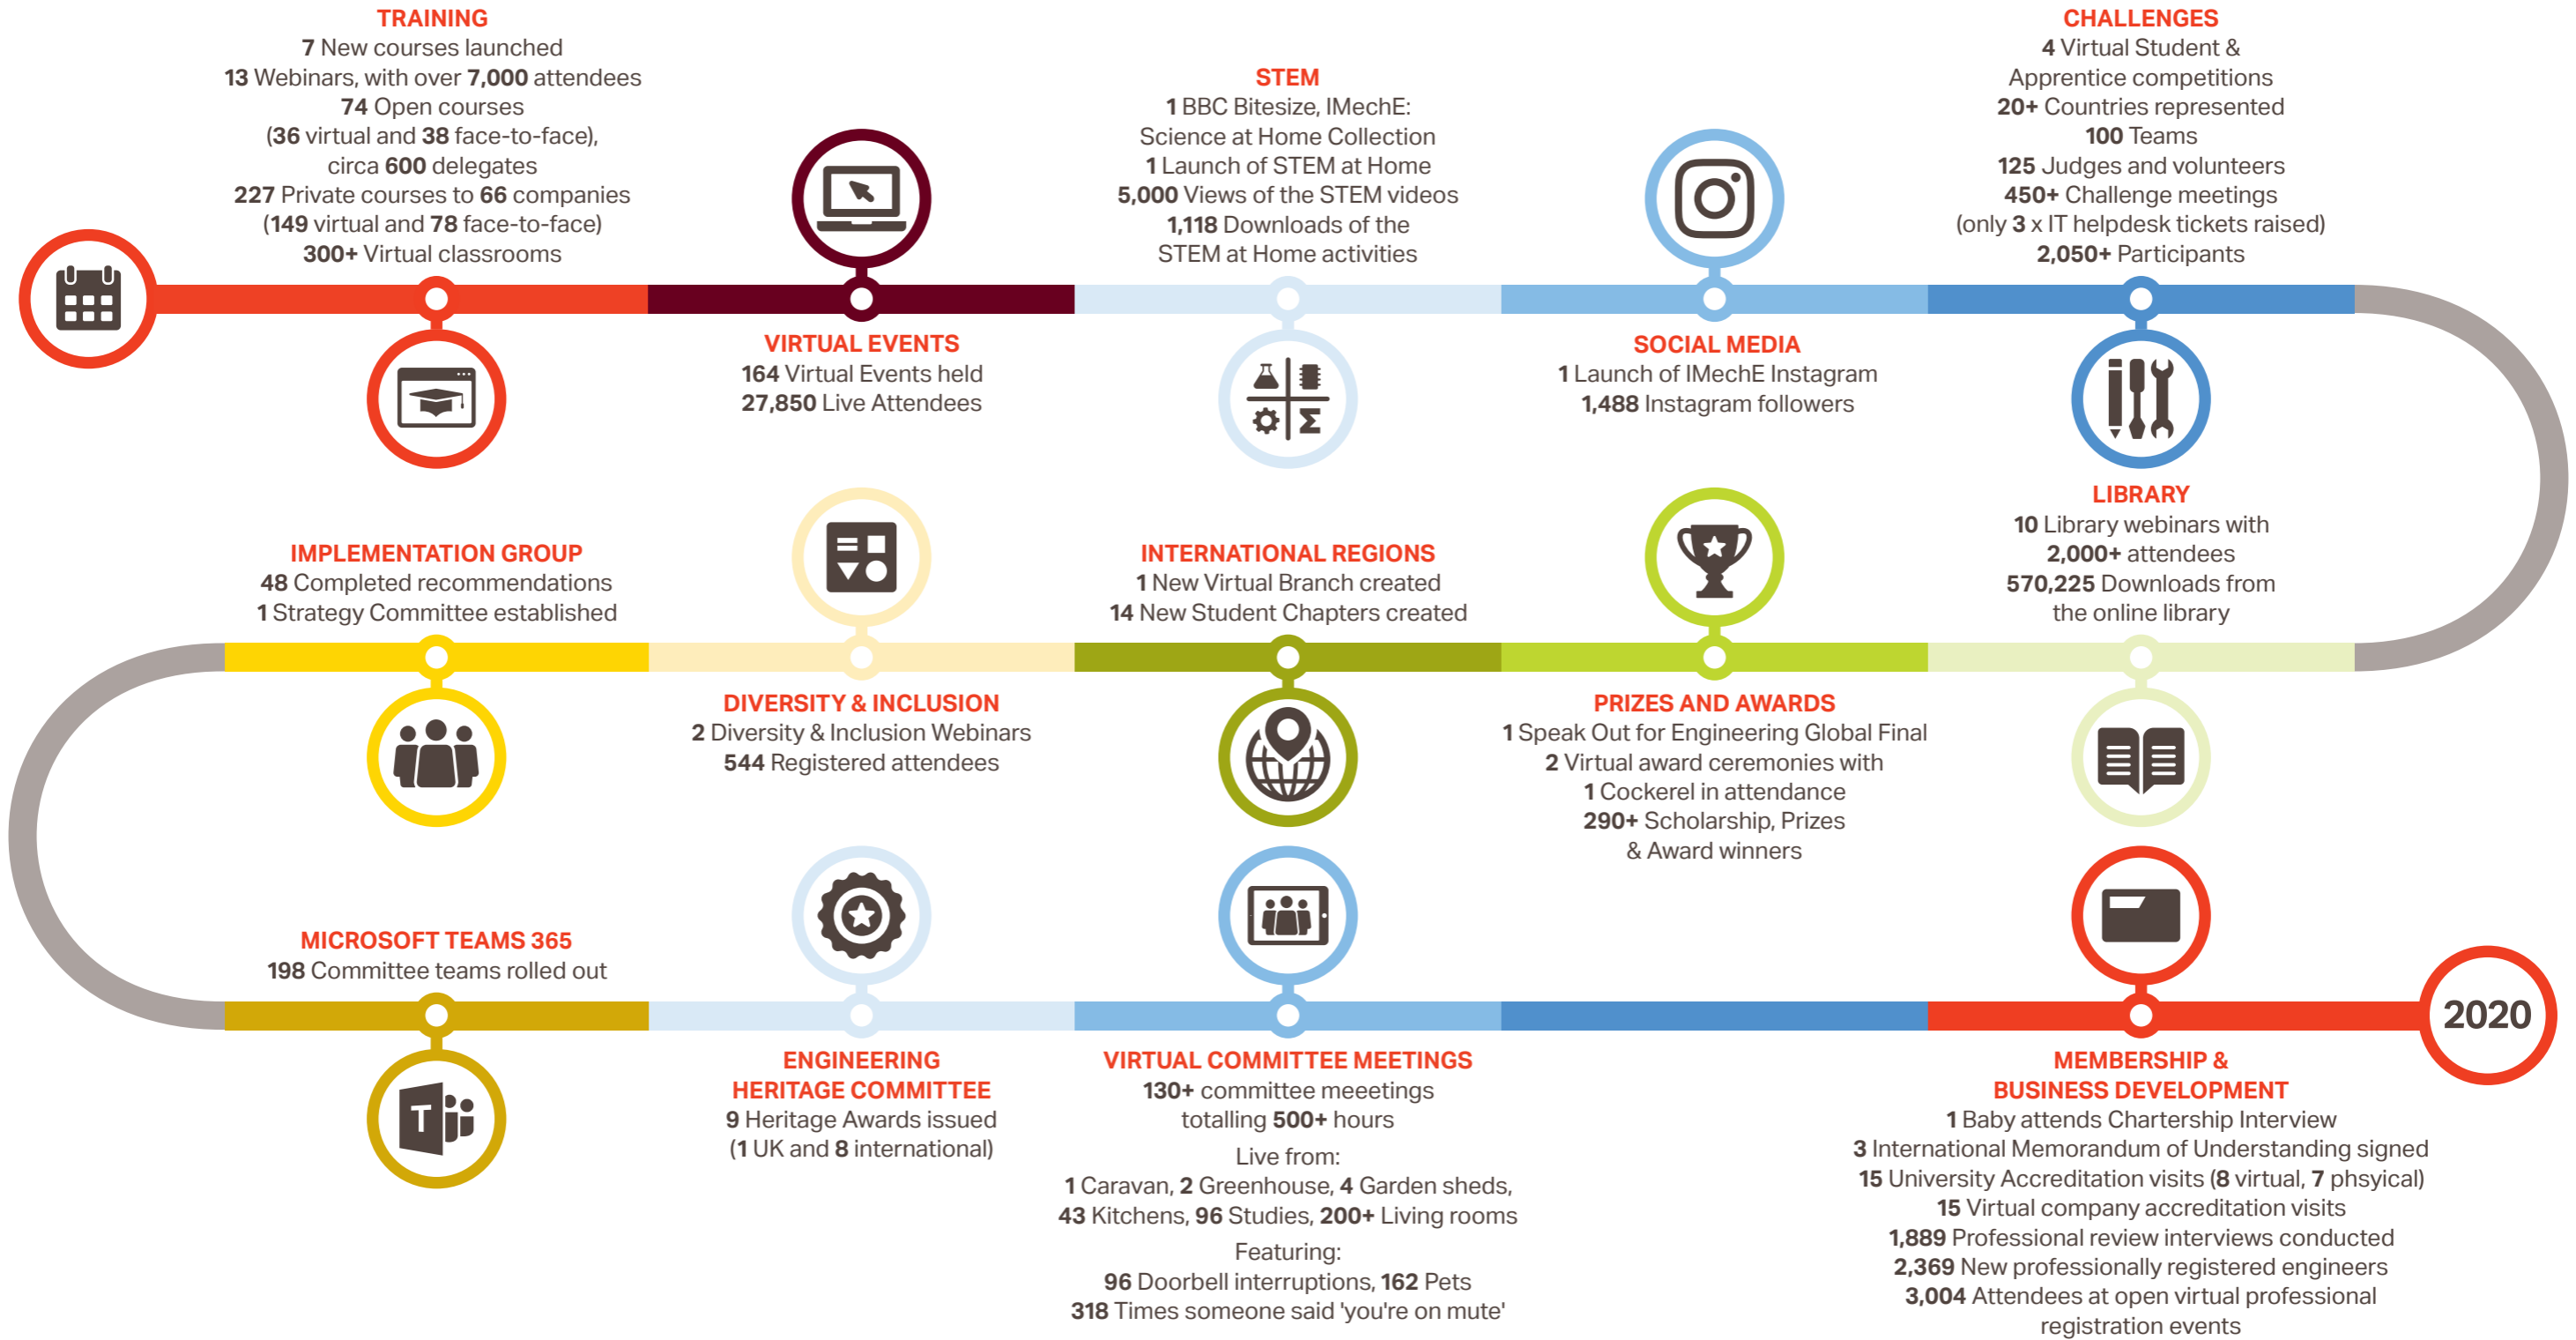 TRAINING
7 New courses launched
13 Webinars, with over 7,000 attendees
74 Open courses
(36 virtual and 38 face-to-face),
circa 600 delegates
227 Private courses to 66 companies
(149 virtual and 78 face-to-face)
300+ Virtual classrooms
VIRTUAL EVENTS
164 Virtual Events held
27,850 Live Attendees
STEM
1 BBC Bitesize, IMechE:
Science at Home Collection
1 Launch of STEM at Home
5,000 Views of the STEM videos
1,118 Downloads of the
STEM at Home activities
SOCIAL MEDIA
1 Launch of IMechE Instagram
1,488 Instagram followers
CHALLENGES
4 Virtual Student &
Apprentice competitions
20+ Countries represented
100 Teams
125 Judges and volunteers
450+ Challenge meetings
(only 3 x IT helpdesk tickets raised)
2,050+ Participants
LIBRARY
10 Library webinars with
2,000+ attendees
570,225 Downloads from
the online library
PRIZES AND AWARDS
1 Speak Out for Engineering Global Final
2 Virtual award ceremonies with
1 Cockerel in attendance
290+ Scholarship, Prizes
& Award winners
INTERNATIONAL REGIONS
1 New Virtual Branch created
14 New Student Chapters created
DIVERSITY & INCLUSION
2 Diversity & Inclusion Webinars
544 Registered attendees
IMPLEMENTATION GROUP
48 Completed recommendations
1 Strategy Committee established
MICROSOFT TEAMS 365
198 Committee teams rolled out
T
ENGINEERING
HERITAGE COMMITTEE
9 Heritage Awards issued
(1 UK and 8 international)
VIRTUAL COMMITTEE MEETINGS
130+ committee meeetings
totalling 500+ hours
Live from:
1 Caravan, 2 Greenhouse, 4 Garden sheds,
43 Kitchens, 96 Studies, 200+ Living rooms
Featuring:
96 Doorbell interruptions, 162 Pets
318 Times someone said 'you're on mute'
MEMBERSHIP &
BUSINESS DEVELOPMENT
1 Baby attends Chartership Interview
3 International Memorandum of Understanding signed
15 University Accreditation visits (8 virtual, 7 phsyical)
15 Virtual company accreditation visits
1,889 Professional review interviews conducted
2,369 New professionally registered engineers
3,004 Attendees at open virtual professional
registration events
2020